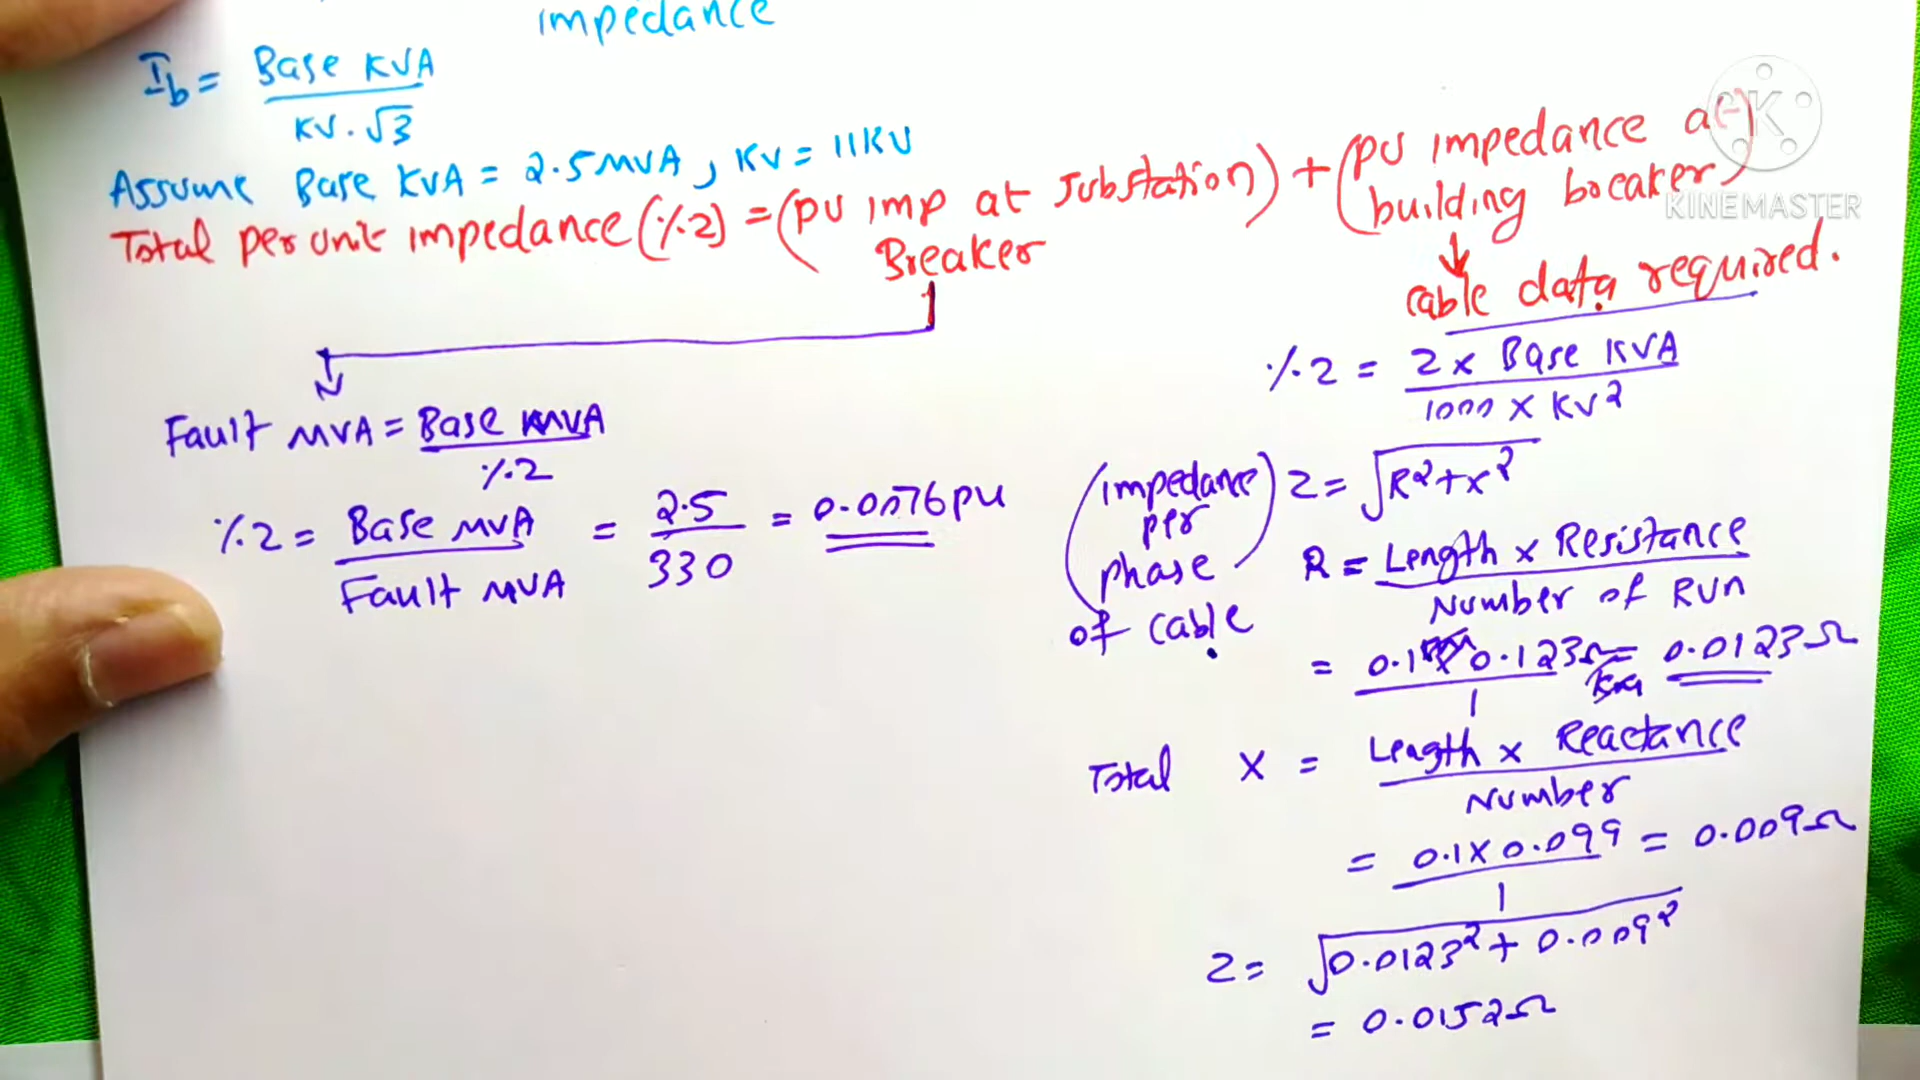 impedance
Ib = Base KVA / KV . √3
Assume Base KVA = 2.5 MVA, KV = 11KV
Total per unit impedance (%Z) = (PU imp at substation Breaker) + (PU impedance at building breaker)
↓
cable data required.
Fault MVA = Base MVA / %Z
%Z = Base MVA / Fault MVA = 2.5 / 330 = 0.0076 PU
%Z = Z x Base KVA / 1000 x KV²
(impedance per phase of cable) Z = √R²+X²
R = Length x Resistance / Number of Run
= 0.1 x 0.123Ω / 1 = 0.0123Ω
Total X = Length x Reactance / Number
= 0.1 x 0.099 / 1 = 0.009Ω
Z = √0.0123² + 0.009²
= 0.0152Ω
KINEMASTER